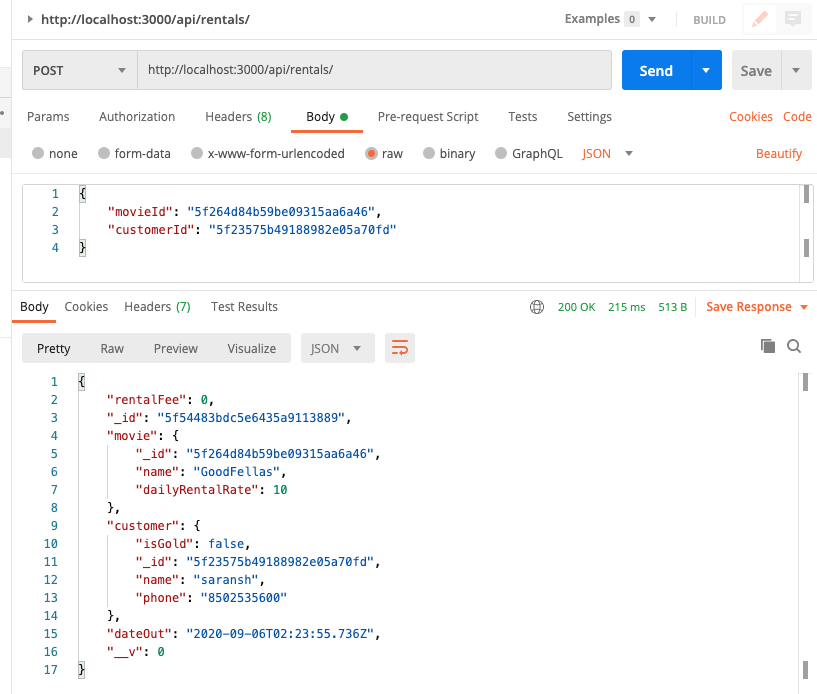 http://localhost:3000/api/rentals/ Examples 0 BUILD
POST http://localhost:3000/api/rentals/ Send Save
Params Authorization Headers (8) Body Pre-request Script Tests Settings Cookies Code
none form-data x-www-form-urlencoded raw binary GraphQL JSON Beautify
1 {
2 "movieId": "5f264d84b59be09315aa6a46",
3 "customerId": "5f23575b49188982e05a70fd"
4 }
Body Cookies Headers (7) Test Results 200 OK 215 ms 513 B Save Response
Pretty Raw Preview Visualize JSON
1 {
2 "rentalFee": 0,
3 "_id": "5f54483bdc5e6435a9113889",
4 "movie": {
5 "_id": "5f264d84b59be09315aa6a46",
6 "name": "GoodFellas",
7 "dailyRentalRate": 10
8 },
9 "customer": {
10 "isGold": false,
11 "_id": "5f23575b49188982e05a70fd",
12 "name": "saransh",
13 "phone": "8502535600"
14 },
15 "dateOut": "2020-09-06T02:23:55.736Z",
16 "__v": 0
17 }